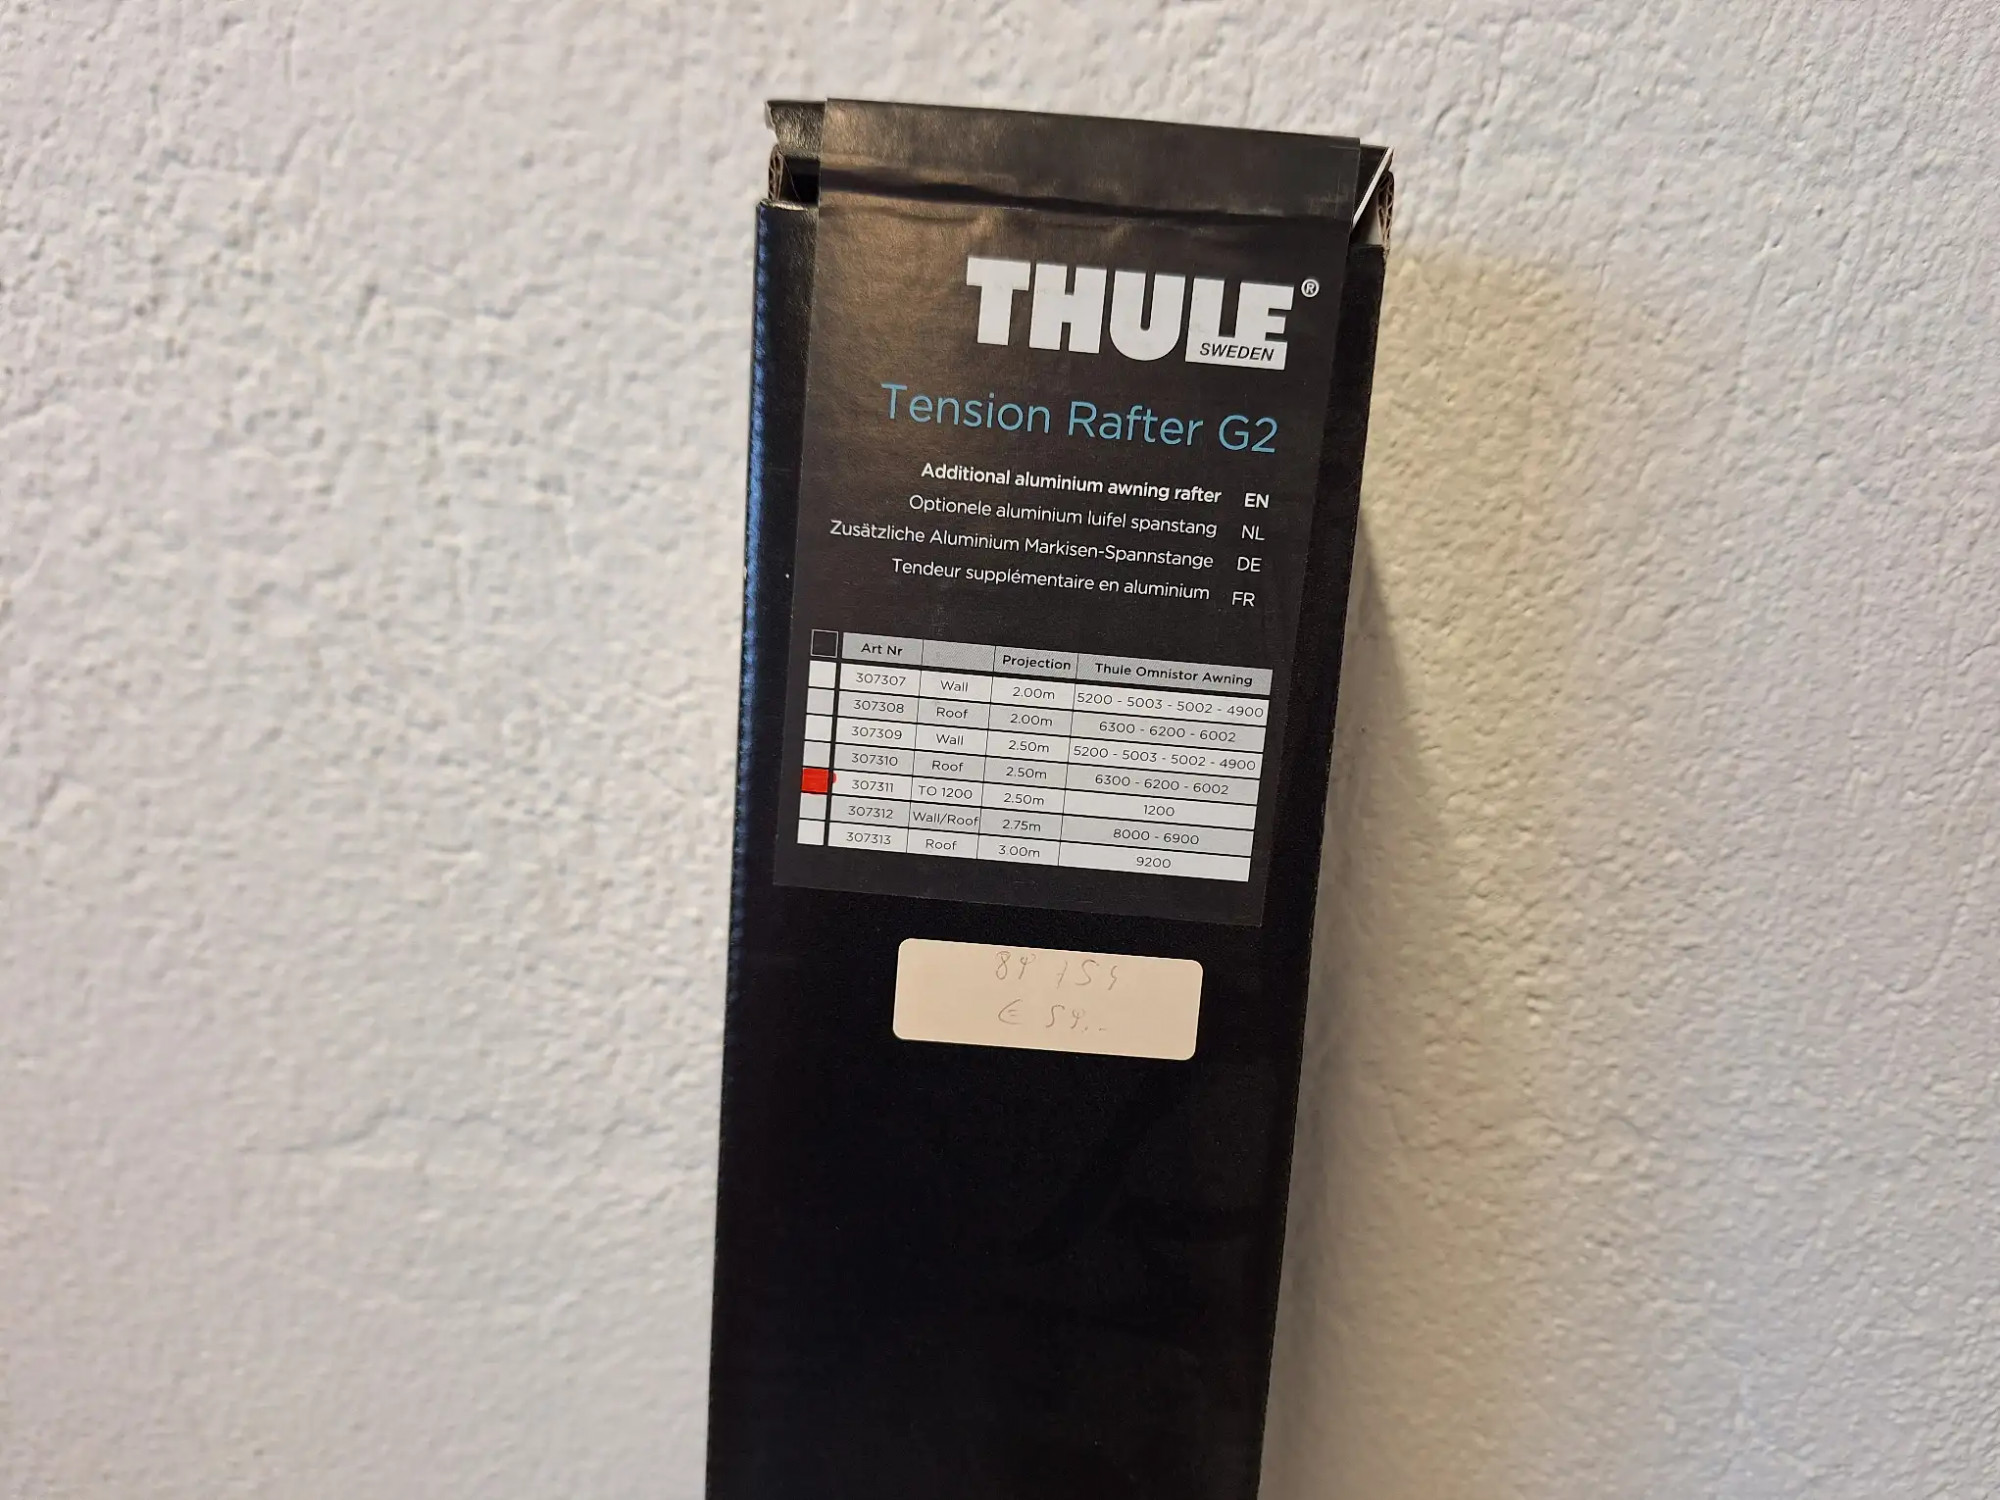 THULE®
SWEDEN
Tension Rafter G2
Additional aluminium awning rafter EN
Optionele aluminium luifel spanstang NL
Zusätzliche Aluminium Markisen-Spannstange DE
Tendeur supplémentaire en aluminium FR
Art Nr Projection Thule Omnistor Awning
307307 Wall 2.00m 5200 - 5003 - 5002 - 4900
307308 Roof 2.00m 6300 - 6200 - 6002
307309 Wall 2.50m 5200 - 5003 - 5002 - 4900
307310 Roof 2.50m 6300 - 6200 - 6002
307311 TO 1200 2.50m 1200
307312 Wall/Roof 2.75m 8000 - 6900
307313 Roof 3.00m 9200
€ 59.-